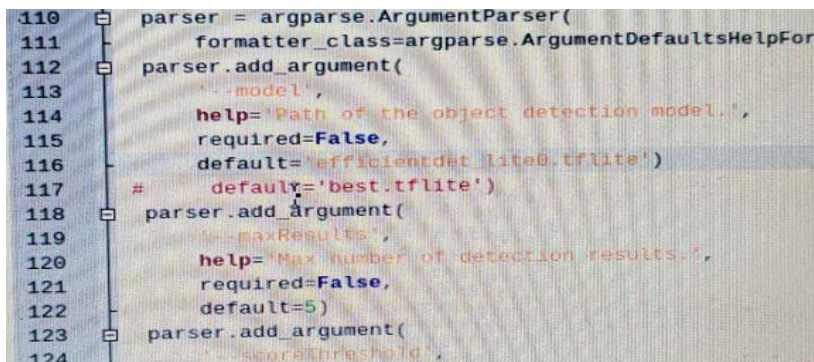 110 parser = argparse.ArgumentParser(
111 formatter_class=argparse.ArgumentDefaultsHelpFor
112 parser.add_argument(
113 '--model',
114 help='Path of the object detection model.',
115 required=False,
116 default='efficientdet_lite0.tflite')
117 # default='best.tflite')
118 parser.add_argument(
119 '--maxResults',
120 help='Max number of detection results.',
121 required=False,
122 default=5)
123 parser.add_argument(
124 '--scoreThreshold',